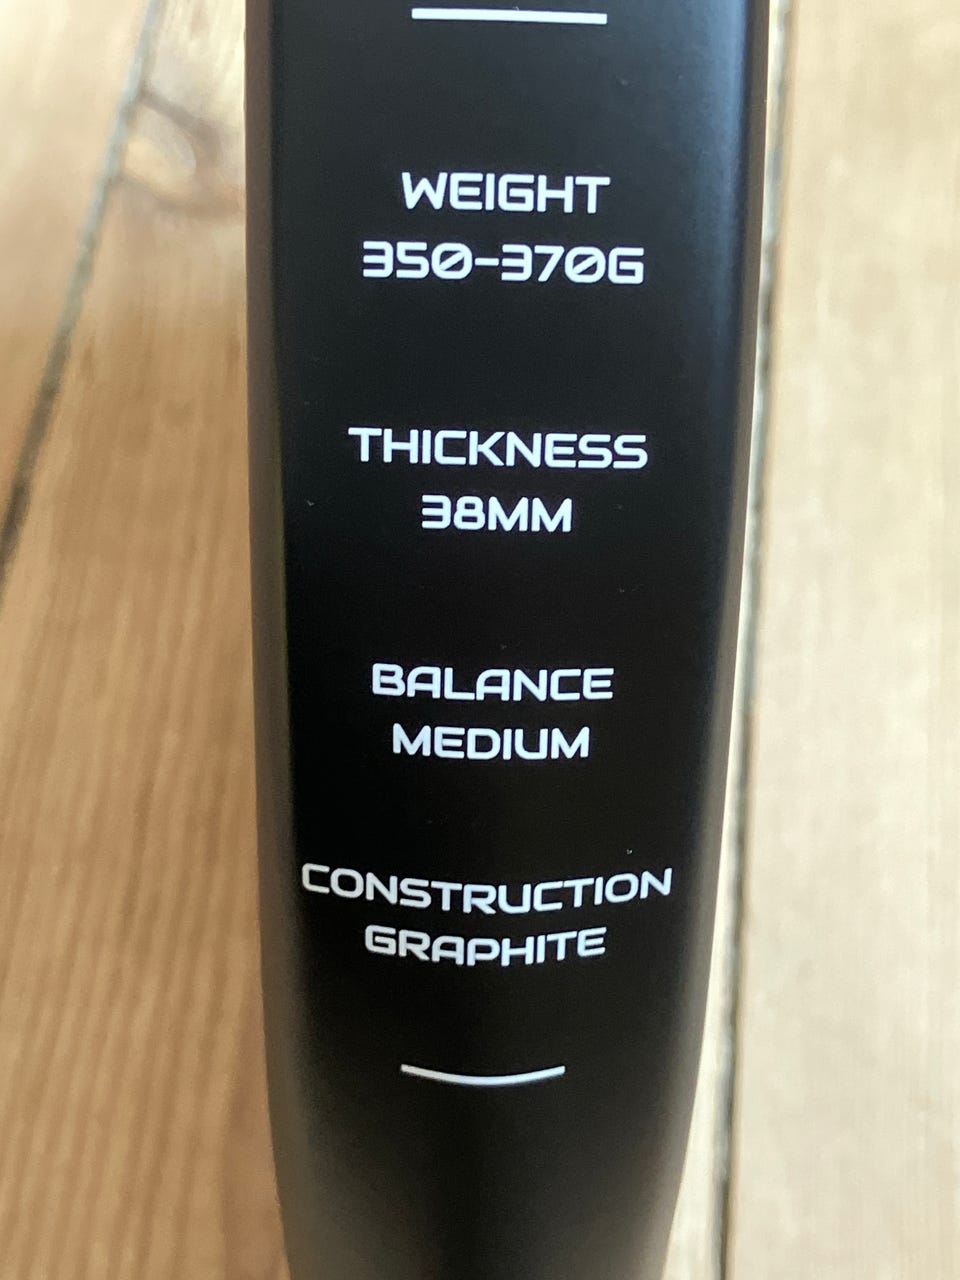 WEIGHT
350-370G
THICKNESS
38MM
BALANCE
MEDIUM
CONSTRUCTION
GRAPHITE